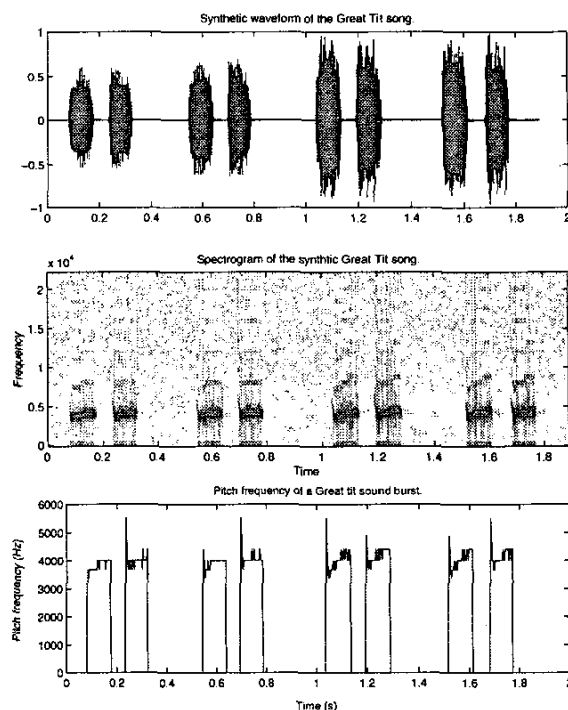 Synthetic waveform of the Great Tit song.
1
0.5
0
−0.5
−1
0 0.2 0.4 0.6 0.8 1 1.2 1.4 1.6 1.8 2
x 10^4
Spectrogram of the synthtic Great Tit song.
2
1.5
1
0.5
0
Frequency
0 0.2 0.4 0.6 0.8 1 1.2 1.4 1.6 1.8
Time
Pitch frequency of a Great tit sound burst.
6000
5000
4000
3000
2000
1000
0
Pitch frequency (Hz)
0 0.2 0.4 0.6 0.8 1 1.2 1.4 1.6 1.8 2
Time (s)